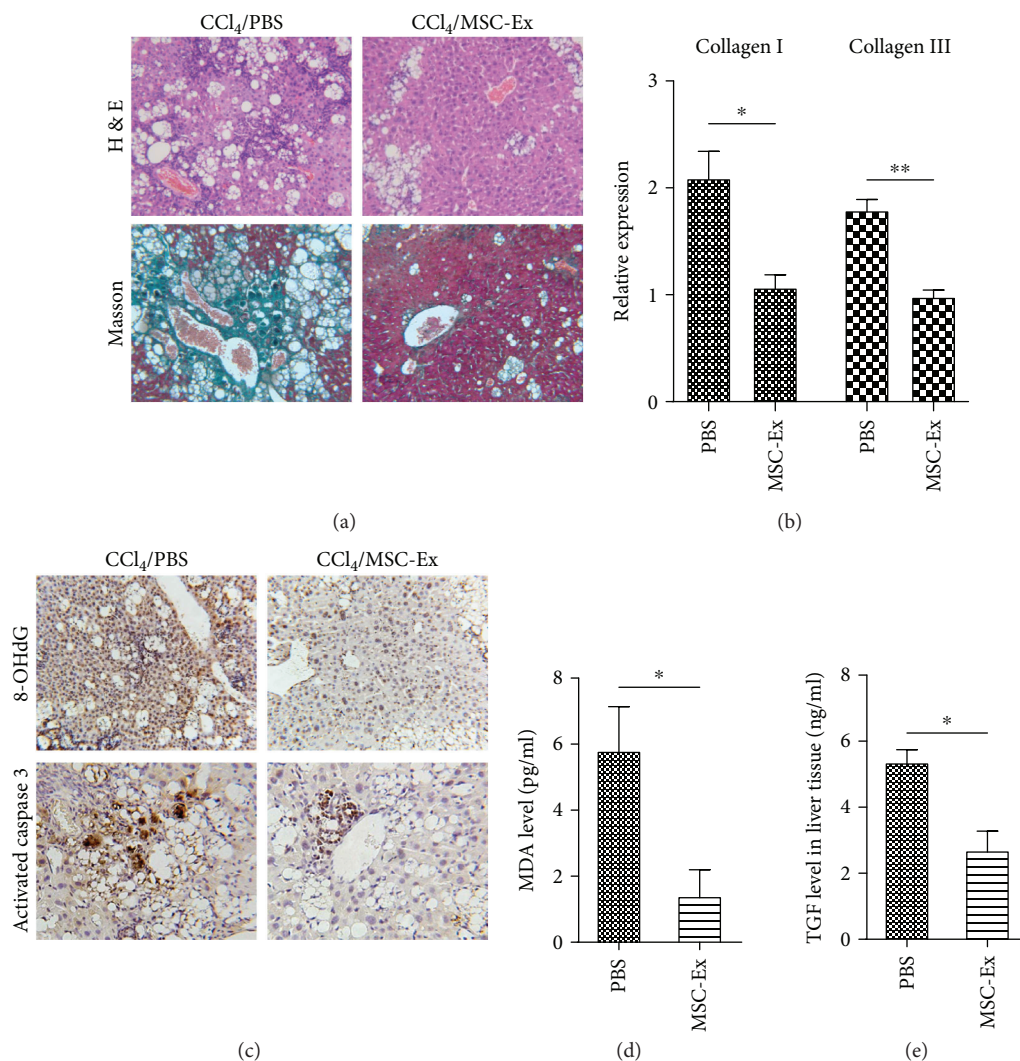 CCl₄/PBS
CCl₄/MSC-Ex
H & E
Masson
(a)
Collagen I
Collagen III
Relative expression
3
2
1
0
*
**
PBS
MSC-Ex
PBS
MSC-Ex
(b)
CCl₄/PBS
CCl₄/MSC-Ex
8-OHdG
Activated caspase 3
(c)
MDA level (pg/ml)
8
6
4
2
0
*
PBS
MSC-Ex
(d)
TGF level in liver tissue (ng/ml)
8
6
4
2
0
*
PBS
MSC-Ex
(e)